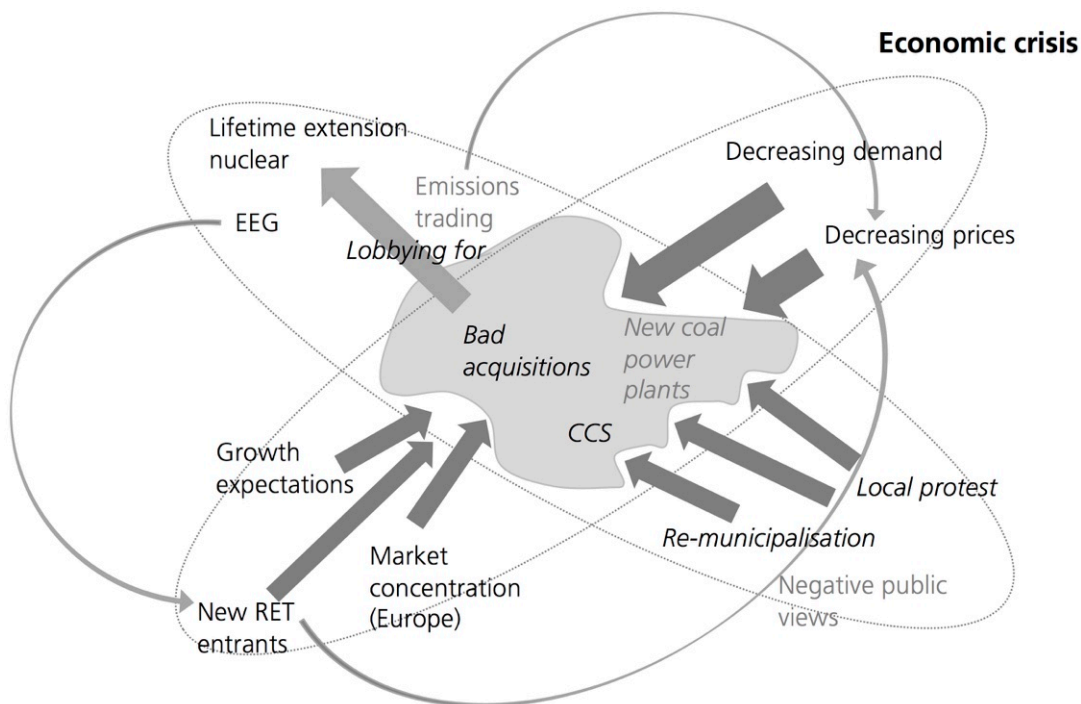 Economic crisis
Lifetime extension
nuclear
Decreasing demand
Emissions
trading
EEG
Decreasing prices
Lobbying for
Bad
acquisitions
New coal
power
plants
CCS
Growth
expectations
Local protest
Re-municipalisation
Market
concentration
(Europe)
Negative public
views
New RET
entrants